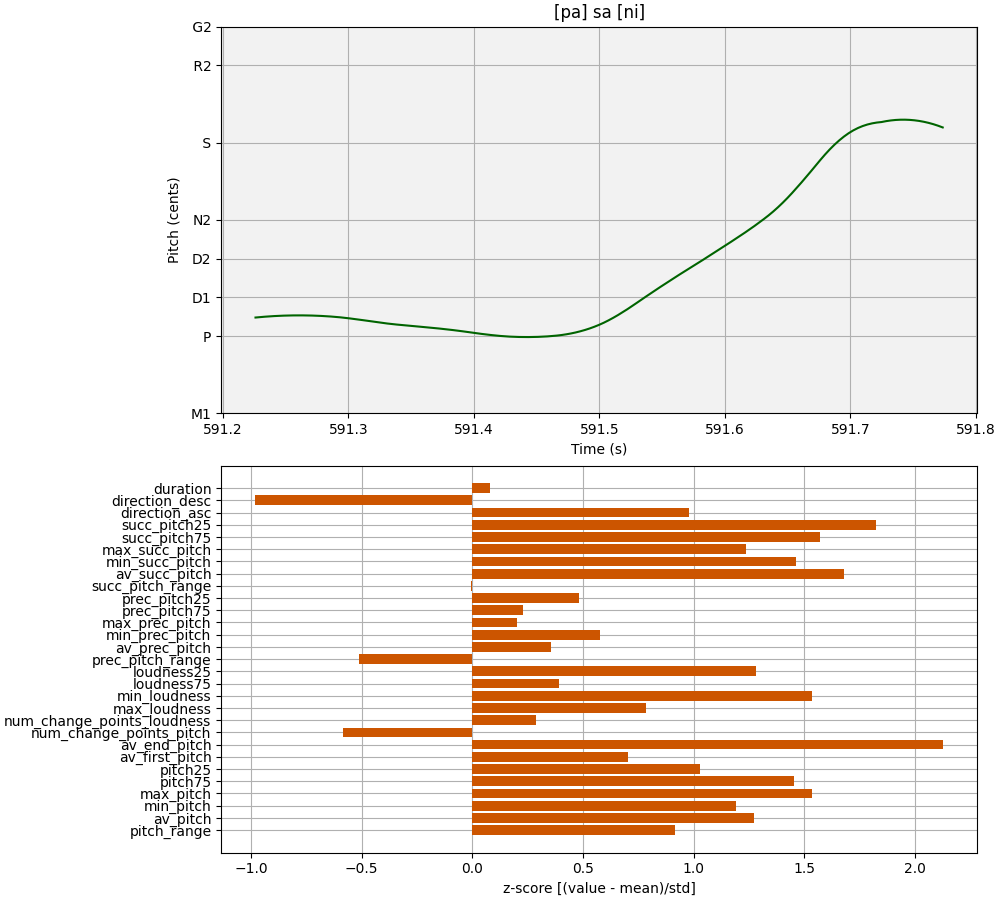 [pa] sa [ni]
G2
R2
S
N2
D2
D1
P
M1
Pitch (cents)
591.2 591.3 591.4 591.5 591.6 591.7 591.8
Time (s)
duration
direction_desc
direction_asc
succ_pitch25
succ_pitch75
max_succ_pitch
min_succ_pitch
av_succ_pitch
succ_pitch_range
prec_pitch25
prec_pitch75
max_prec_pitch
min_prec_pitch
av_prec_pitch
prec_pitch_range
loudness25
loudness75
min_loudness
max_loudness
num_change_points_loudness
num_change_points_pitch
av_end_pitch
av_first_pitch
pitch25
pitch75
max_pitch
min_pitch
av_pitch
pitch_range
−1.0 −0.5 0.0 0.5 1.0 1.5 2.0
z-score [(value - mean)/std]